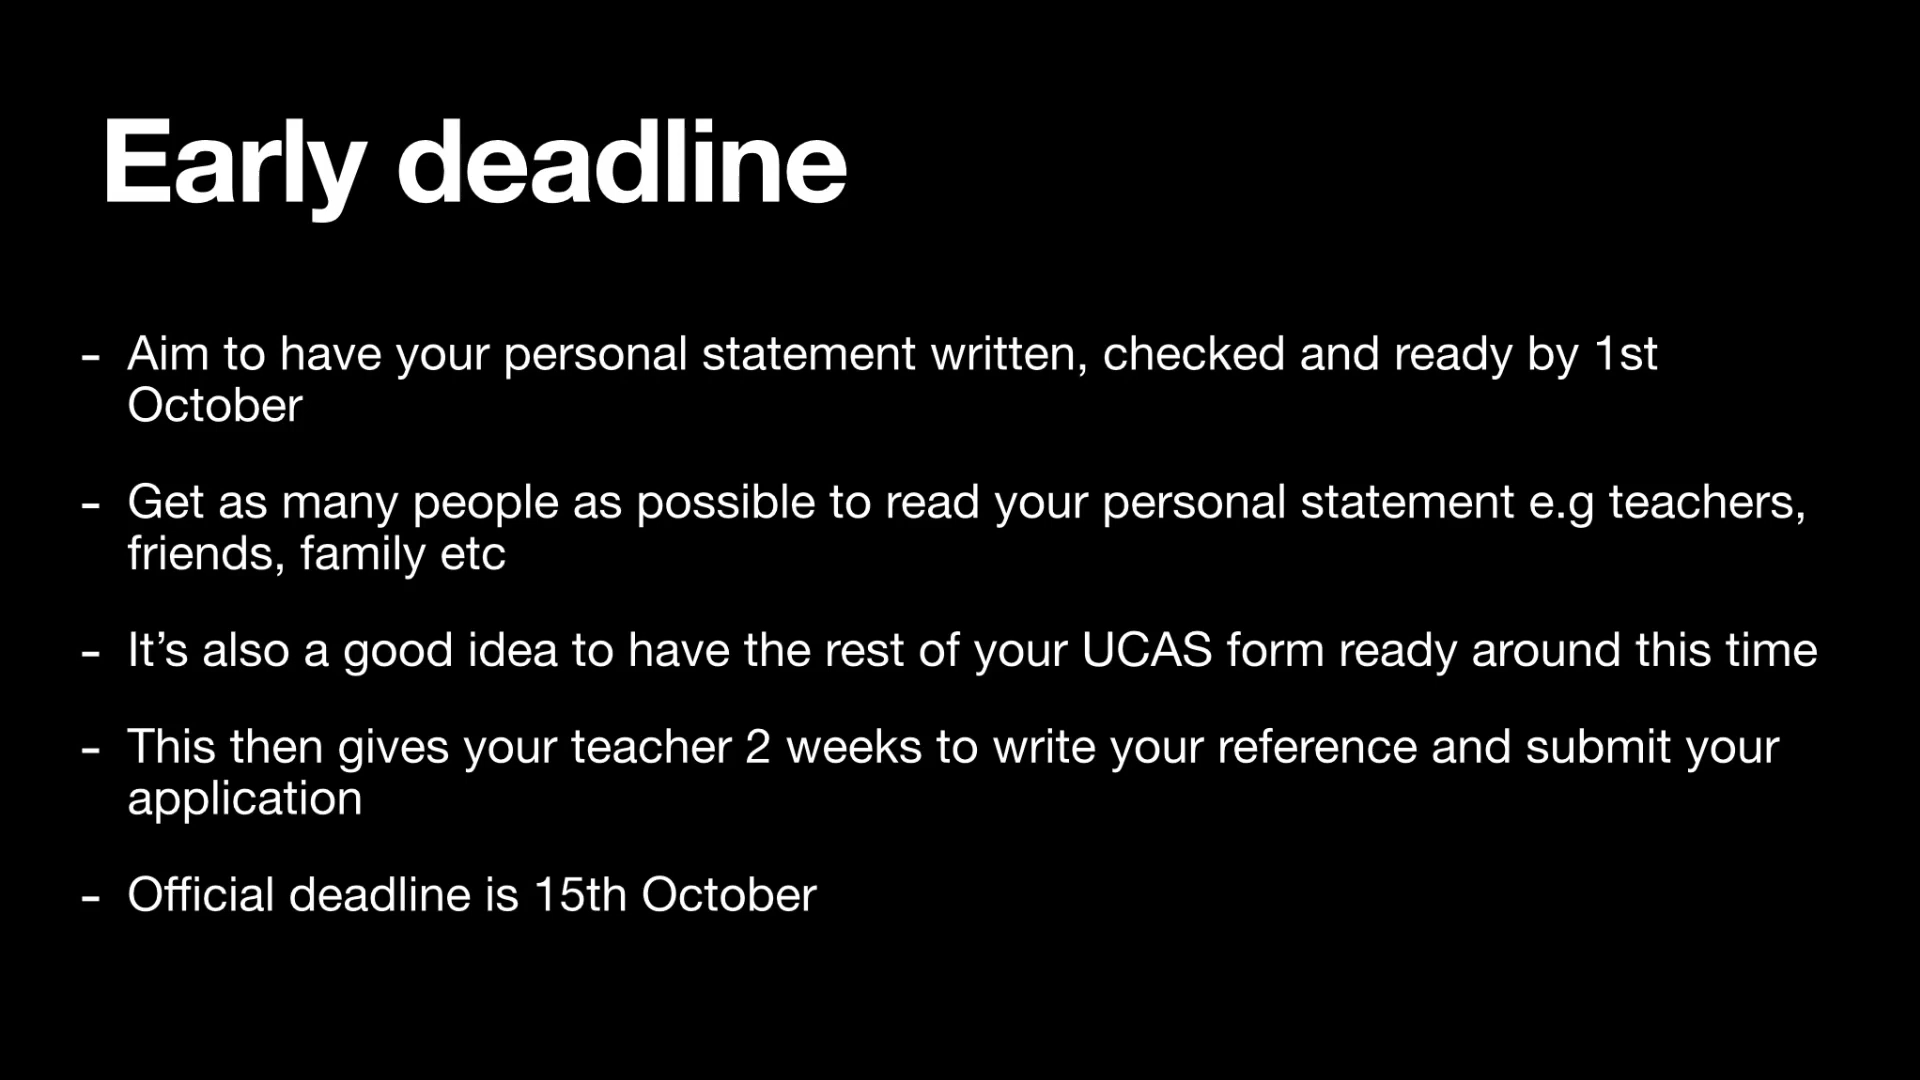 Early deadline
- Aim to have your personal statement written, checked and ready by 1st
October
- Get as many people as possible to read your personal statement e.g teachers,
friends, family etc
- It’s also a good idea to have the rest of your UCAS form ready around this time
- This then gives your teacher 2 weeks to write your reference and submit your
application
- Official deadline is 15th October